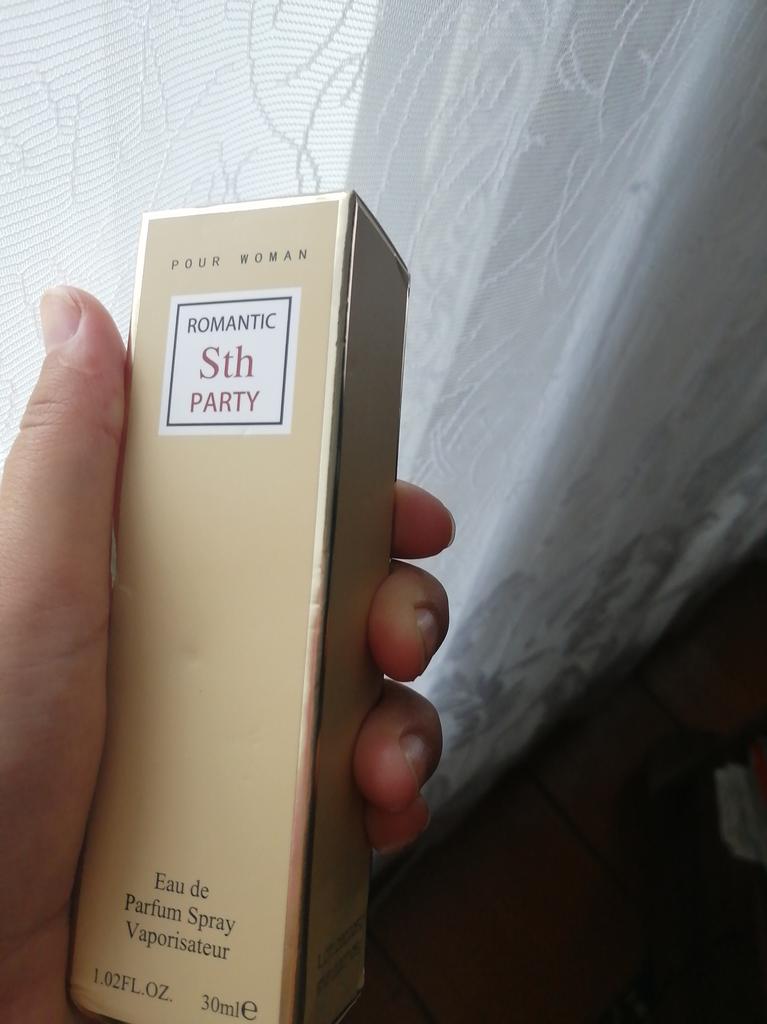 POUR WOMAN
ROMANTIC
Sth
PARTY
Eau de
Parfum Spray
Vaporisateur
1.02FL.OZ. 30ml℮